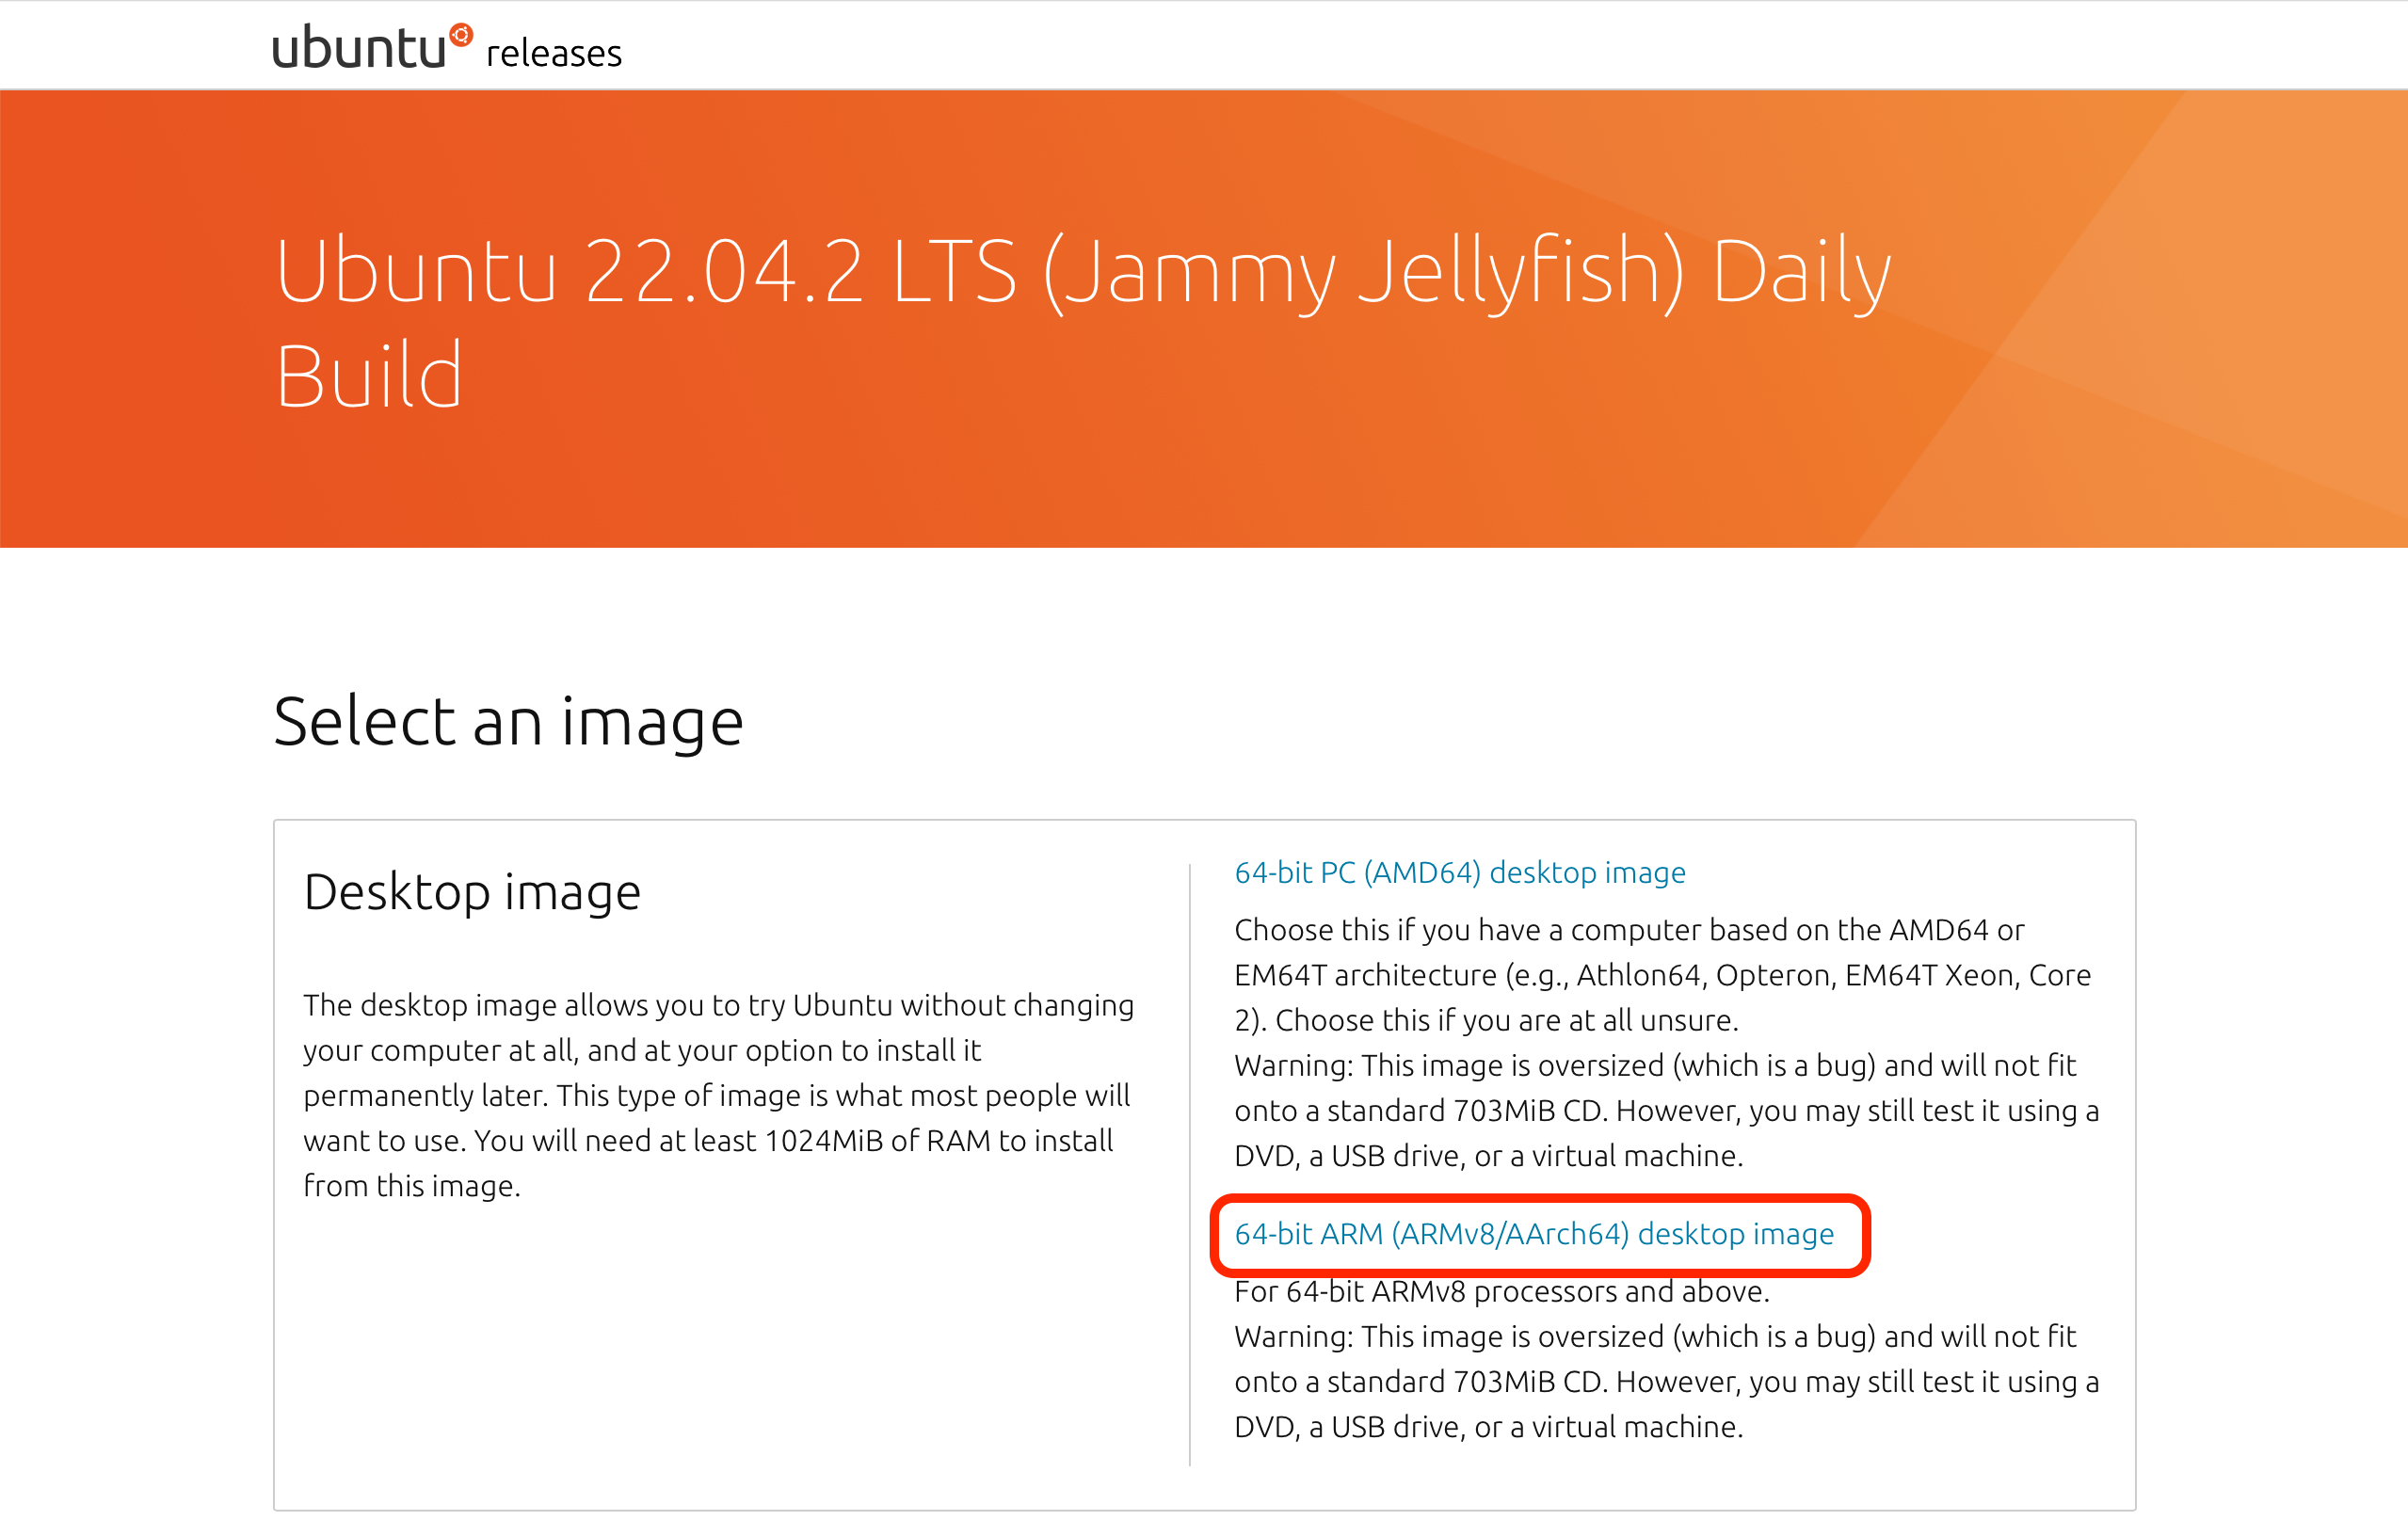 ubuntu releases
Ubuntu 22.04.2 LTS (Jammy Jellyfish) Daily
Build
Select an image
Desktop image
The desktop image allows you to try Ubuntu without changing
your computer at all, and at your option to install it
permanently later. This type of image is what most people will
want to use. You will need at least 1024MiB of RAM to install
from this image.
64-bit PC (AMD64) desktop image
Choose this if you have a computer based on the AMD64 or
EM64T architecture (e.g., Athlon64, Opteron, EM64T Xeon, Core
2). Choose this if you are at all unsure.
Warning: This image is oversized (which is a bug) and will not fit
onto a standard 703MiB CD. However, you may still test it using a
DVD, a USB drive, or a virtual machine.
64-bit ARM (ARMv8/AArch64) desktop image
For 64-bit ARMv8 processors and above.
Warning: This image is oversized (which is a bug) and will not fit
onto a standard 703MiB CD. However, you may still test it using a
DVD, a USB drive, or a virtual machine.